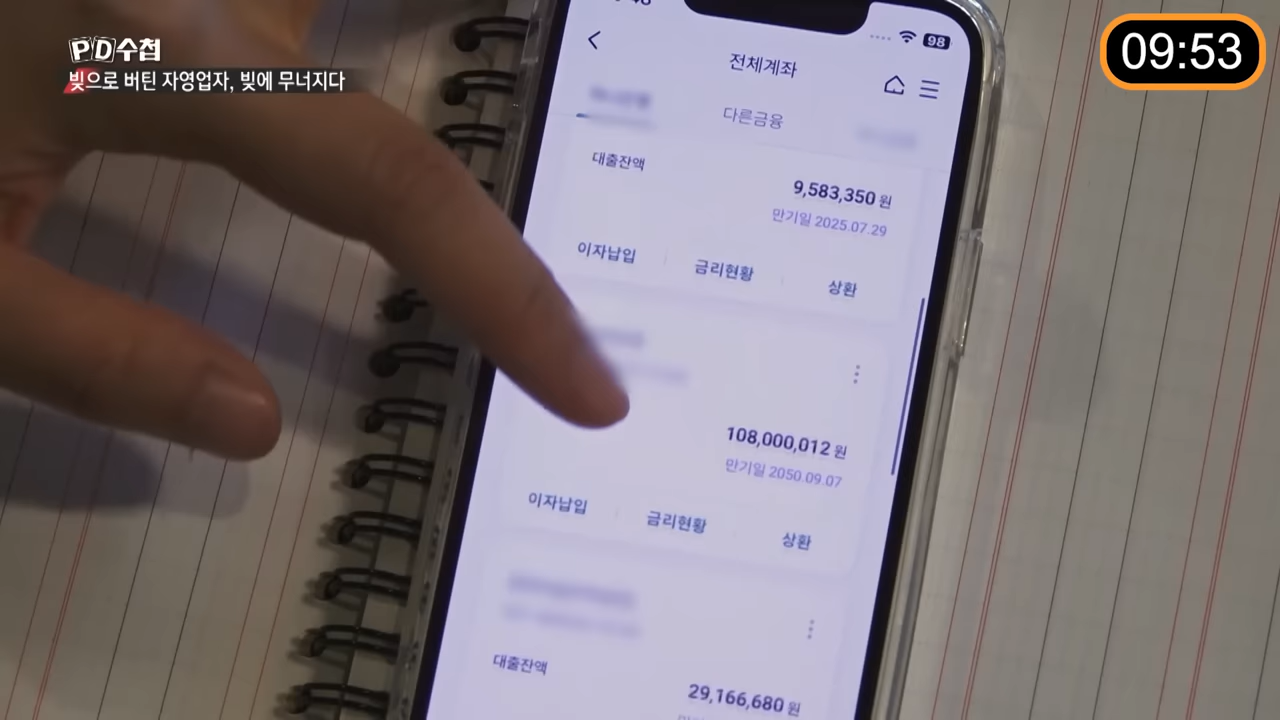 PD수첩
빚으로 버틴 자영업자, 빚에 무너지다
09:53
98
전체계좌
다른금융
대출잔액
9,583,350 원
만기일 2025.07.29
이자납입 금리현황 상환
108,000,012 원
만기일 2050.09.07
이자납입 금리현황 상환
대출잔액
29,166,680 원